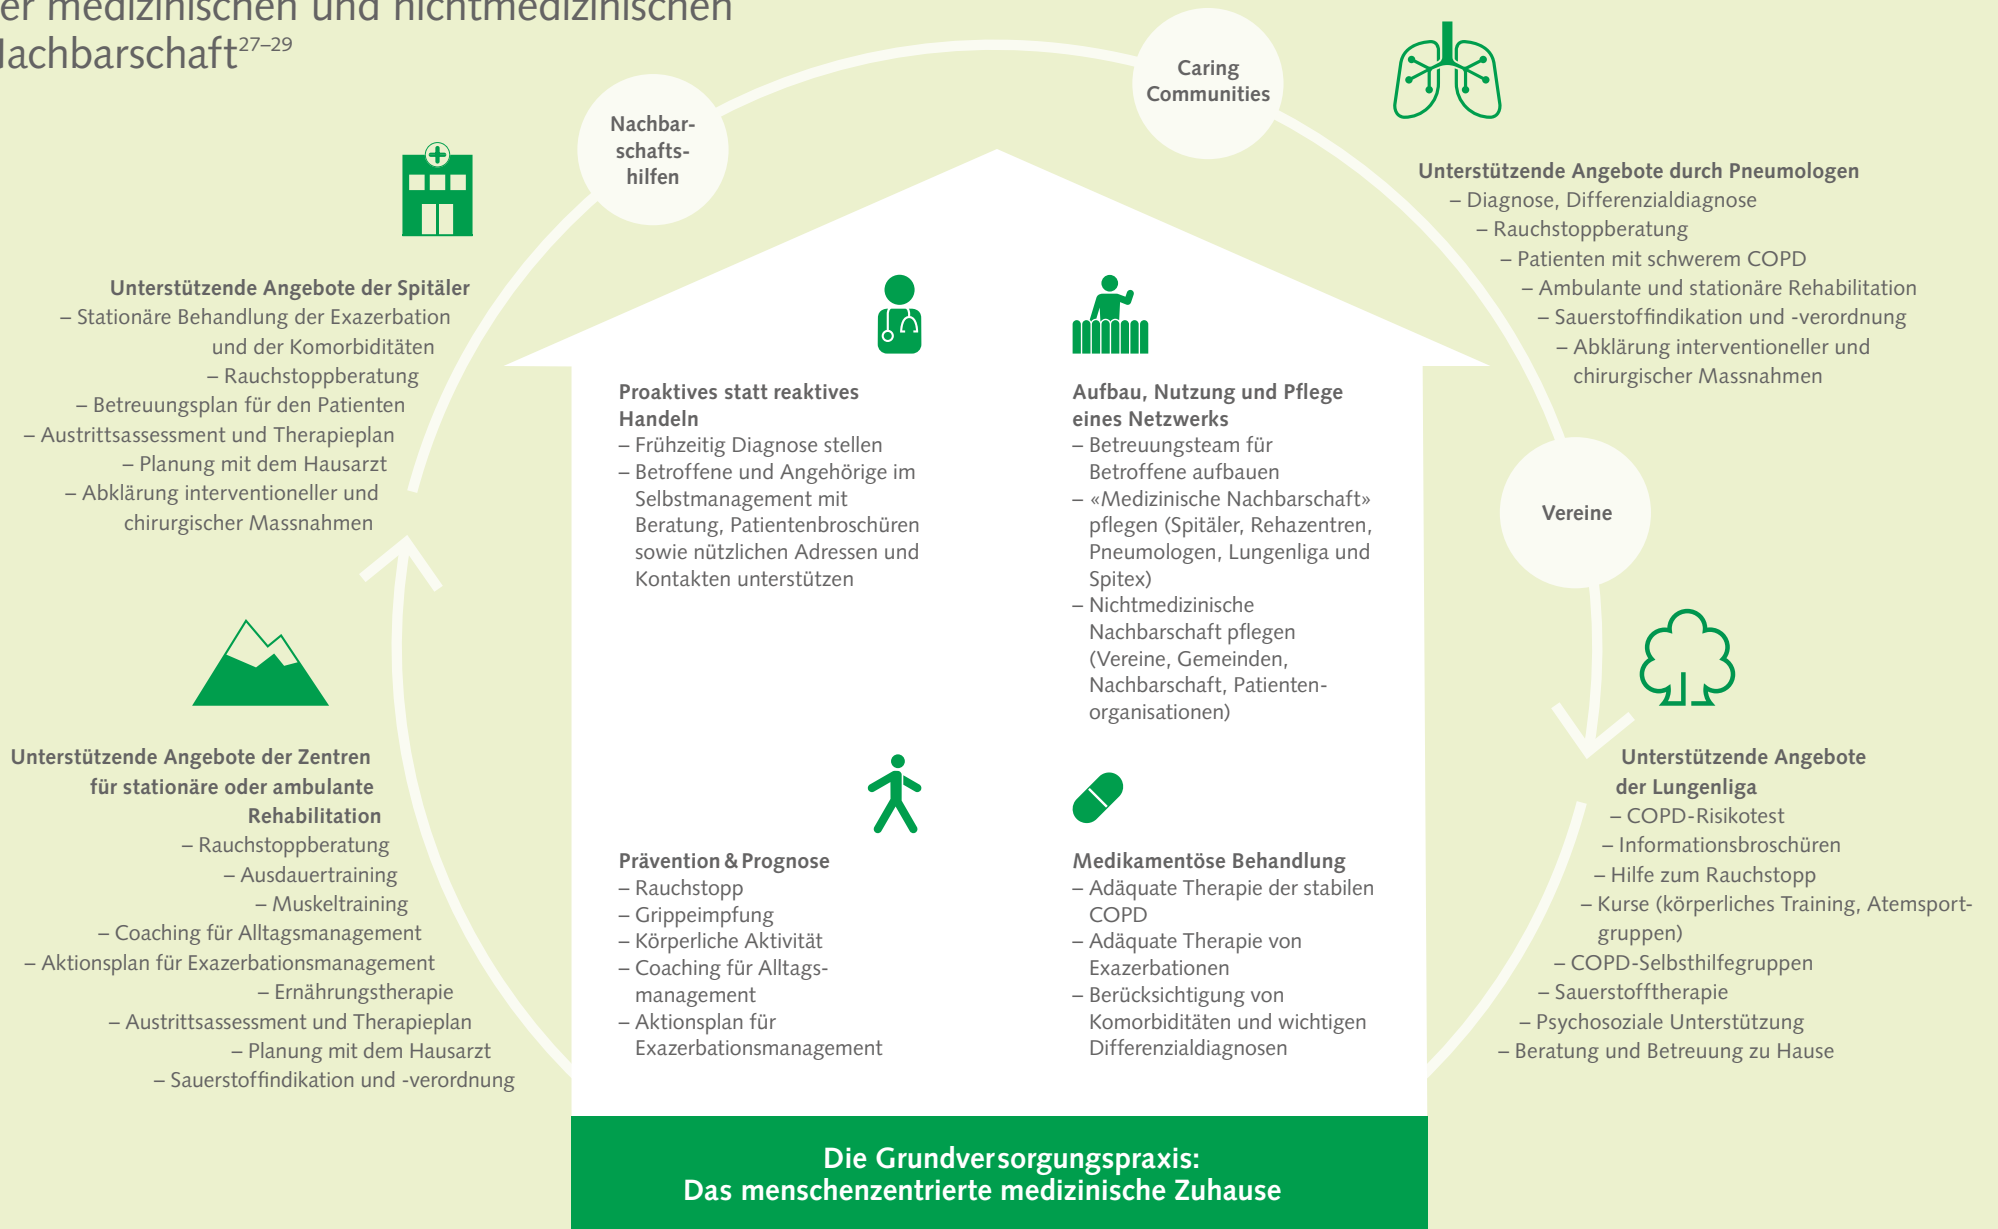 er medizinischen und nichtmedizinischen
Nachbarschaft27–29
Nachbar-
schafts-
hilfen
Caring
Communities
Vereine
Unterstützende Angebote der Spitäler
– Stationäre Behandlung der Exazerbation
und der Komorbiditäten
– Rauchstoppberatung
– Betreuungsplan für den Patienten
– Austrittsassessment und Therapieplan
– Planung mit dem Hausarzt
– Abklärung interventioneller und
chirurgischer Massnahmen
Unterstützende Angebote der Zentren
für stationäre oder ambulante
Rehabilitation
– Rauchstoppberatung
– Ausdauertraining
– Muskeltraining
– Coaching für Alltagsmanagement
– Aktionsplan für Exazerbationsmanagement
– Ernährungstherapie
– Austrittsassessment und Therapieplan
– Planung mit dem Hausarzt
– Sauerstoffindikation und -verordnung
Proaktives statt reaktives
Handeln
– Frühzeitig Diagnose stellen
– Betroffene und Angehörige im
Selbstmanagement mit
Beratung, Patientenbroschüren
sowie nützlichen Adressen und
Kontakten unterstützen
Aufbau, Nutzung und Pflege
eines Netzwerks
– Betreuungsteam für
Betroffene aufbauen
– «Medizinische Nachbarschaft»
pflegen (Spitäler, Rehazentren,
Pneumologen, Lungenliga und
Spitex)
– Nichtmedizinische
Nachbarschaft pflegen
(Vereine, Gemeinden,
Nachbarschaft, Patienten-
organisationen)
Prävention & Prognose
– Rauchstopp
– Grippeimpfung
– Körperliche Aktivität
– Coaching für Alltags-
management
– Aktionsplan für
Exazerbationsmanagement
Medikamentöse Behandlung
– Adäquate Therapie der stabilen
COPD
– Adäquate Therapie von
Exazerbationen
– Berücksichtigung von
Komorbiditäten und wichtigen
Differenzialdiagnosen
Unterstützende Angebote durch Pneumologen
– Diagnose, Differenzialdiagnose
– Rauchstoppberatung
– Patienten mit schwerem COPD
– Ambulante und stationäre Rehabilitation
– Sauerstoffindikation und -verordnung
– Abklärung interventioneller und
chirurgischer Massnahmen
Unterstützende Angebote
der Lungenliga
– COPD-Risikotest
– Informationsbroschüren
– Hilfe zum Rauchstopp
– Kurse (körperliches Training, Atemsport-
gruppen)
– COPD-Selbsthilfegruppen
– Sauerstofftherapie
– Psychosoziale Unterstützung
– Beratung und Betreuung zu Hause
Die Grundversorgungspraxis:
Das menschenzentrierte medizinische Zuhause